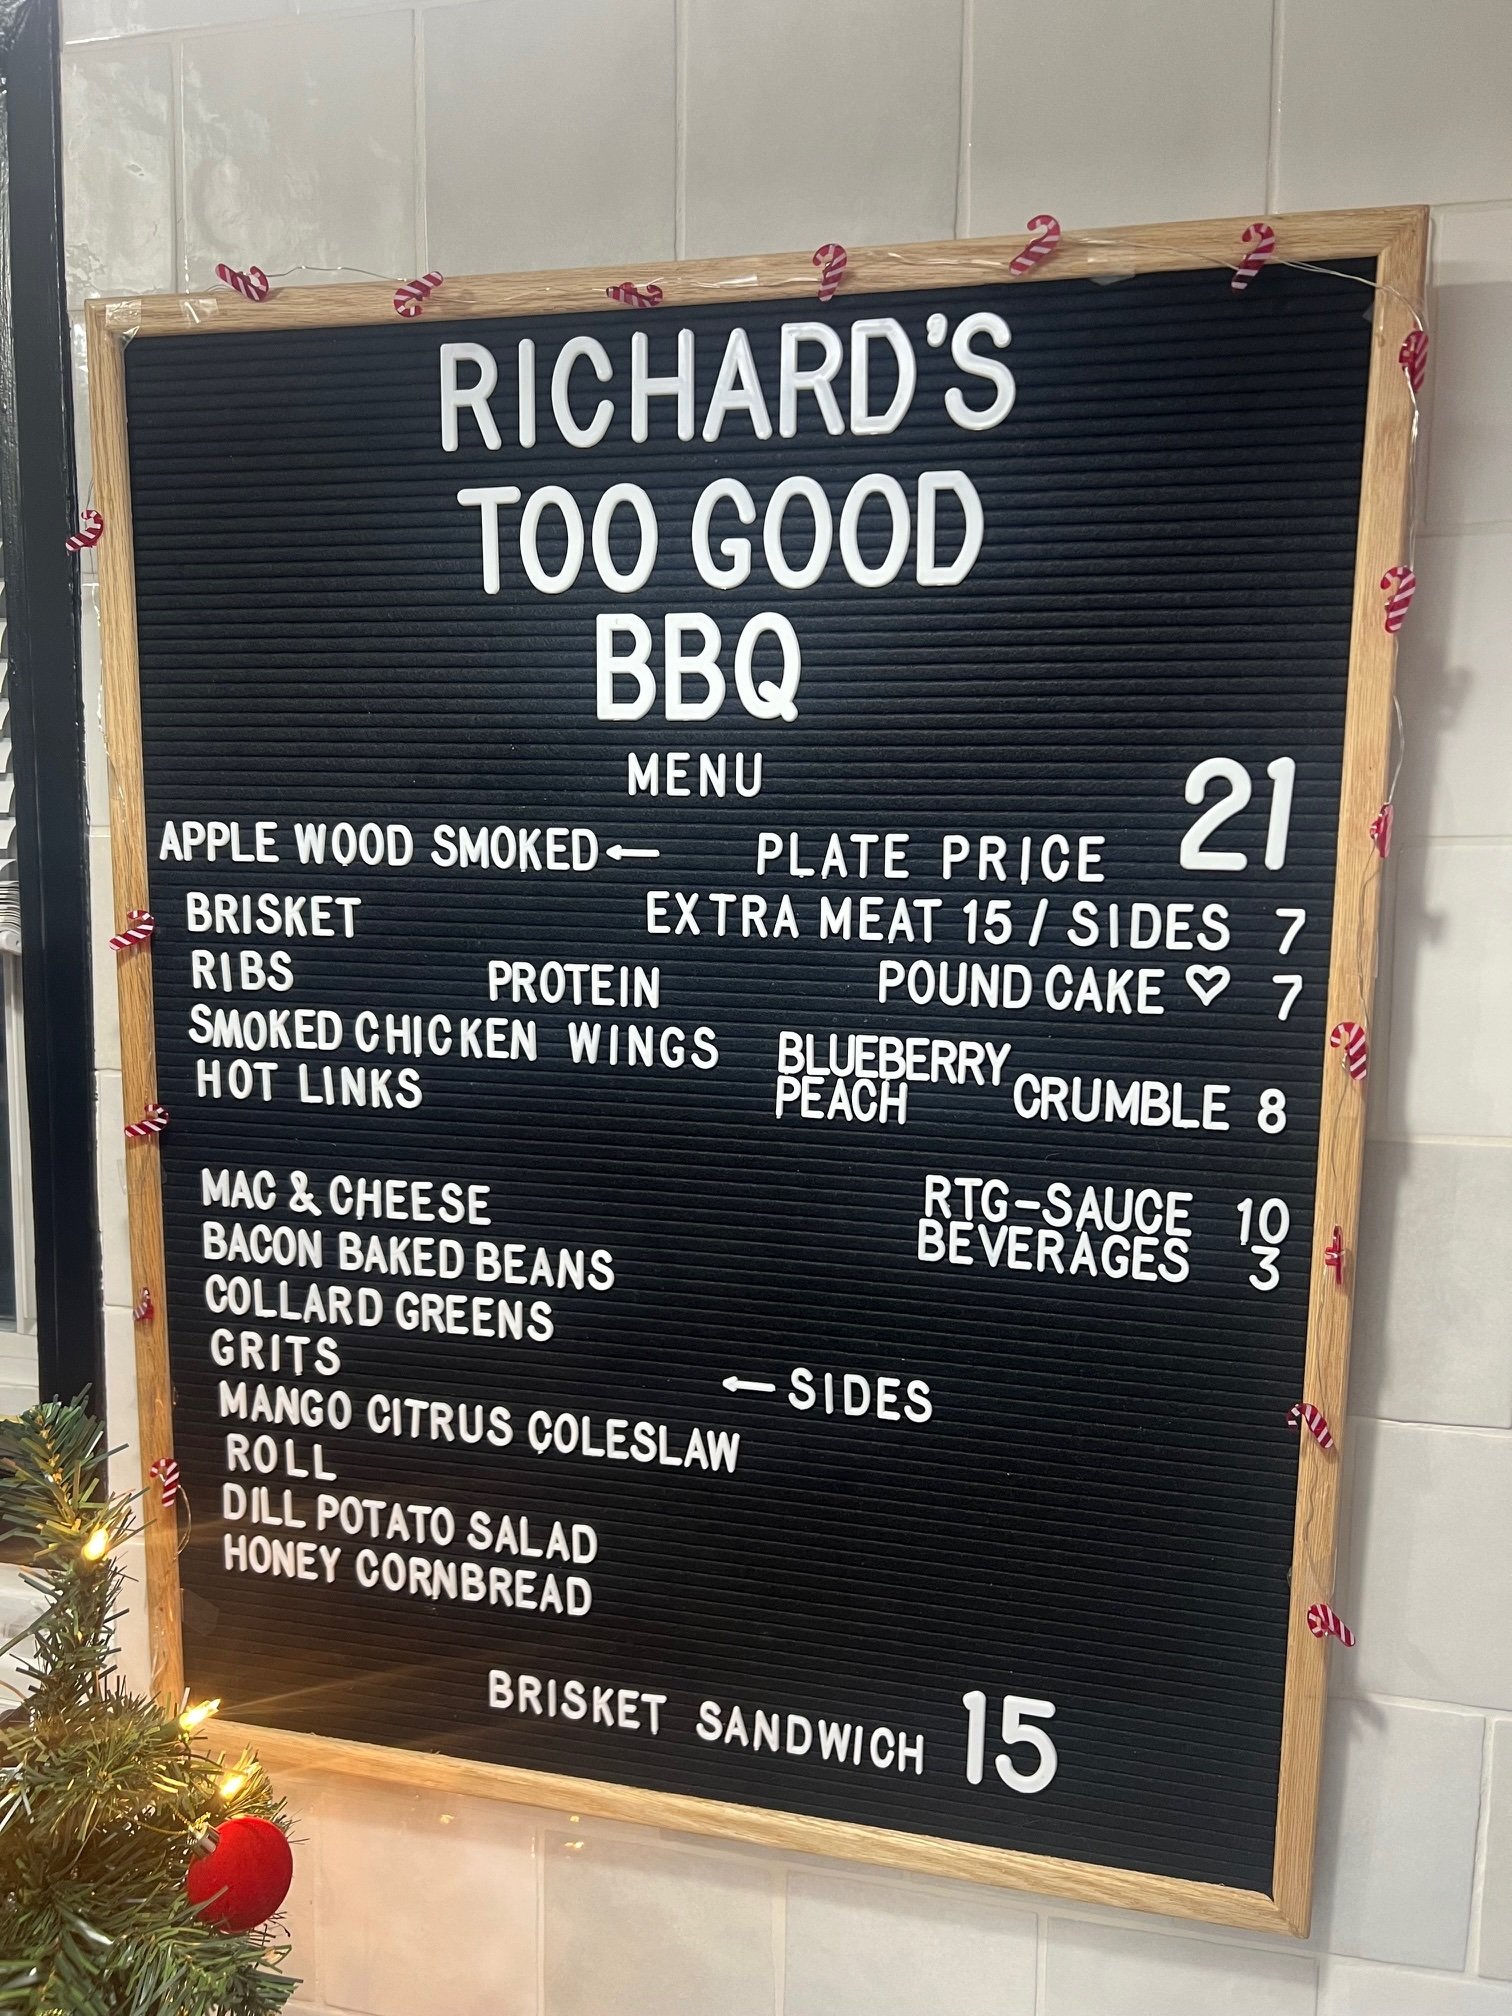 RICHARD'S
TOO GOOD
BBQ
MENU
21
APPLE WOOD SMOKED← PLATE PRICE
BRISKET EXTRA MEAT 15 / SIDES 7
RIBS PROTEIN POUND CAKE ♡ 7
SMOKED CHICKEN WINGS BLUEBERRY
HOT LINKS PEACH CRUMBLE 8
MAC & CHEESE RTG-SAUCE 10
BACON BAKED BEANS BEVERAGES 3
COLLARD GREENS
GRITS
←SIDES
MANGO CITRUS COLESLAW
ROLL
DILL POTATO SALAD
HONEY CORNBREAD
BRISKET SANDWICH 15